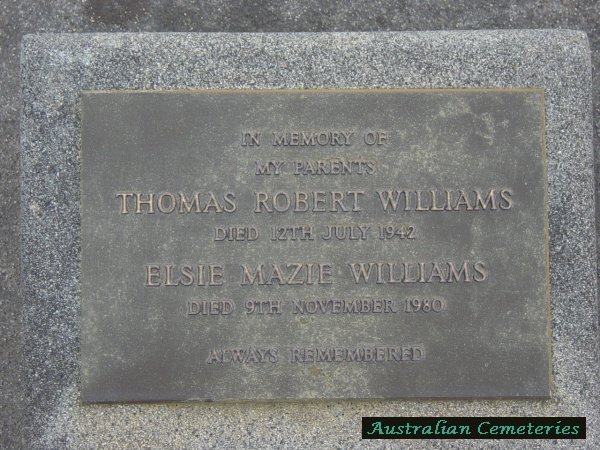 IN MEMORY OF
MY PARENTS
THOMAS ROBERT WILLIAMS
DIED 12TH JULY 1942
ELSIE MAZIE WILLIAMS
DIED 9TH NOVEMBER 1980
ALWAYS REMEMBERED
Australian Cemeteries